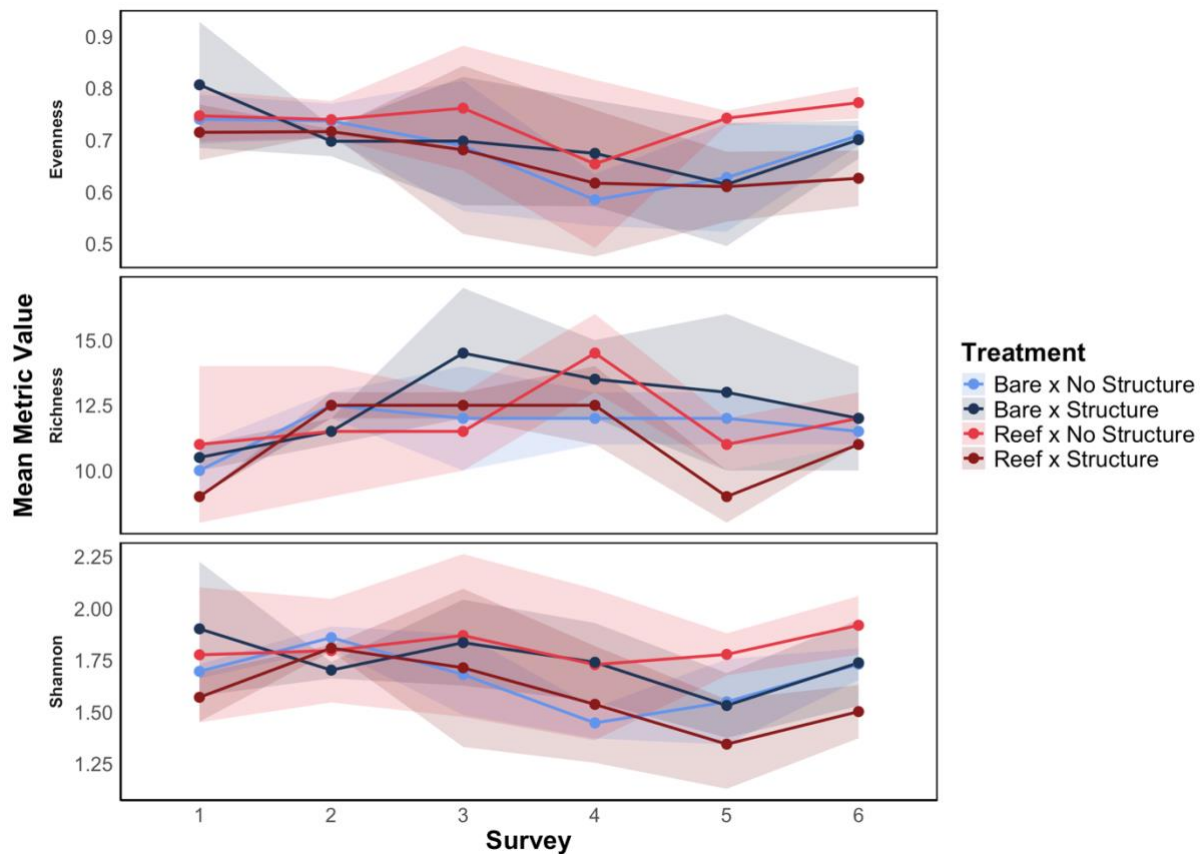 Mean Metric Value
Evenness
0.9
0.8
0.7
0.6
0.5
Richness
15.0
12.5
10.0
Shannon
2.25
2.00
1.75
1.50
1.25
1 2 3 4 5 6
Survey
Treatment
Bare x No Structure
Bare x Structure
Reef x No Structure
Reef x Structure